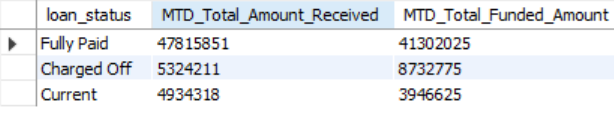 loan_status MTD_Total_Amount_Received MTD_Total_Funded_Amount
Fully Paid 47815851 41302025
Charged Off 5324211 8732775
Current 4934318 3946625